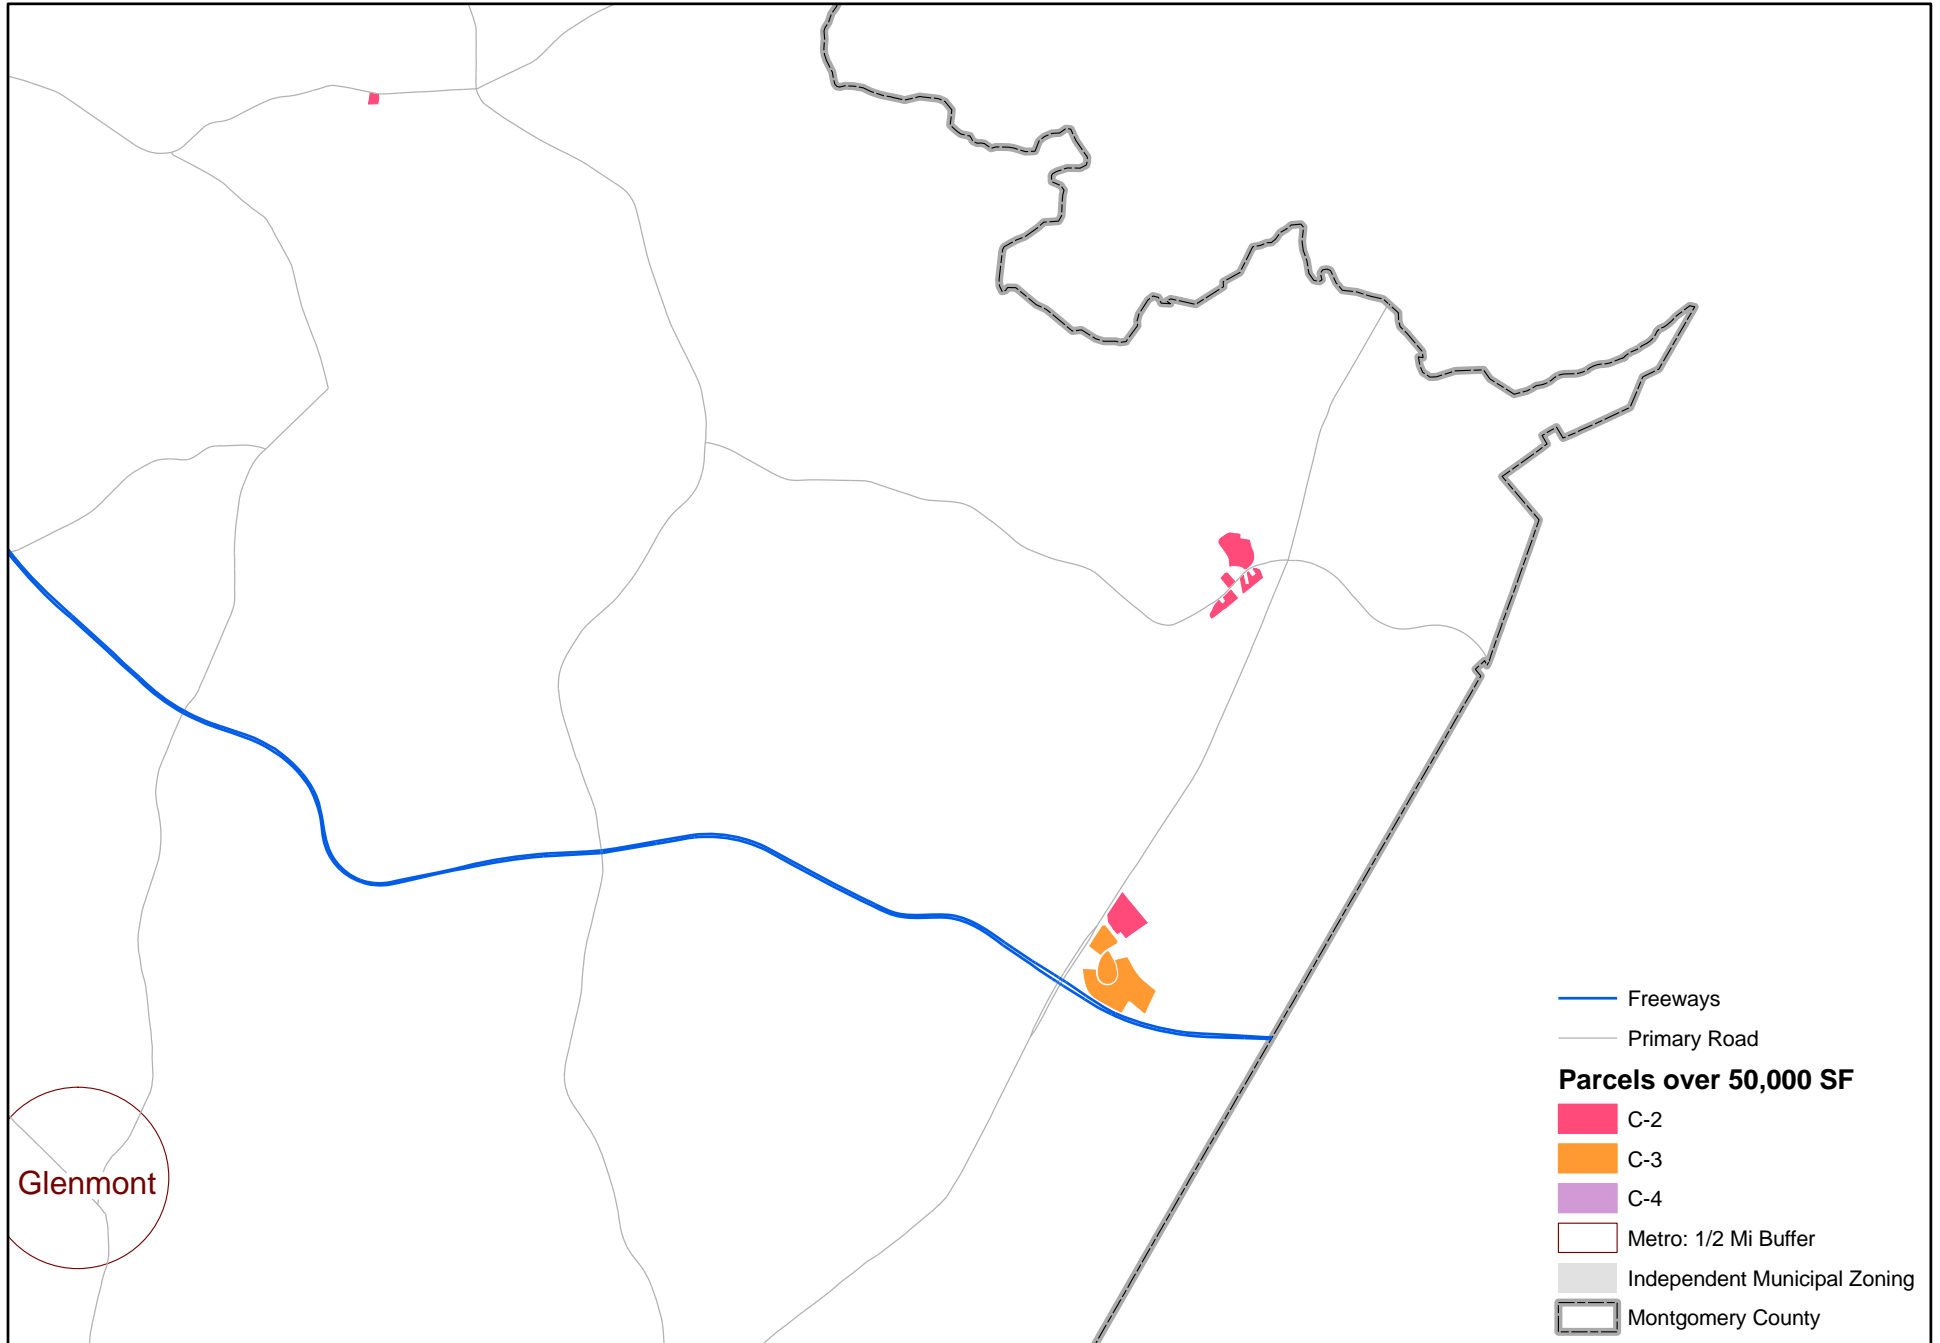 Freeways
Primary Road
Parcels over 50,000 SF
C-2
C-3
C-4
Glenmont
Metro: 1/2 Mi Buffer
Independent Municipal Zoning
Montgomery County